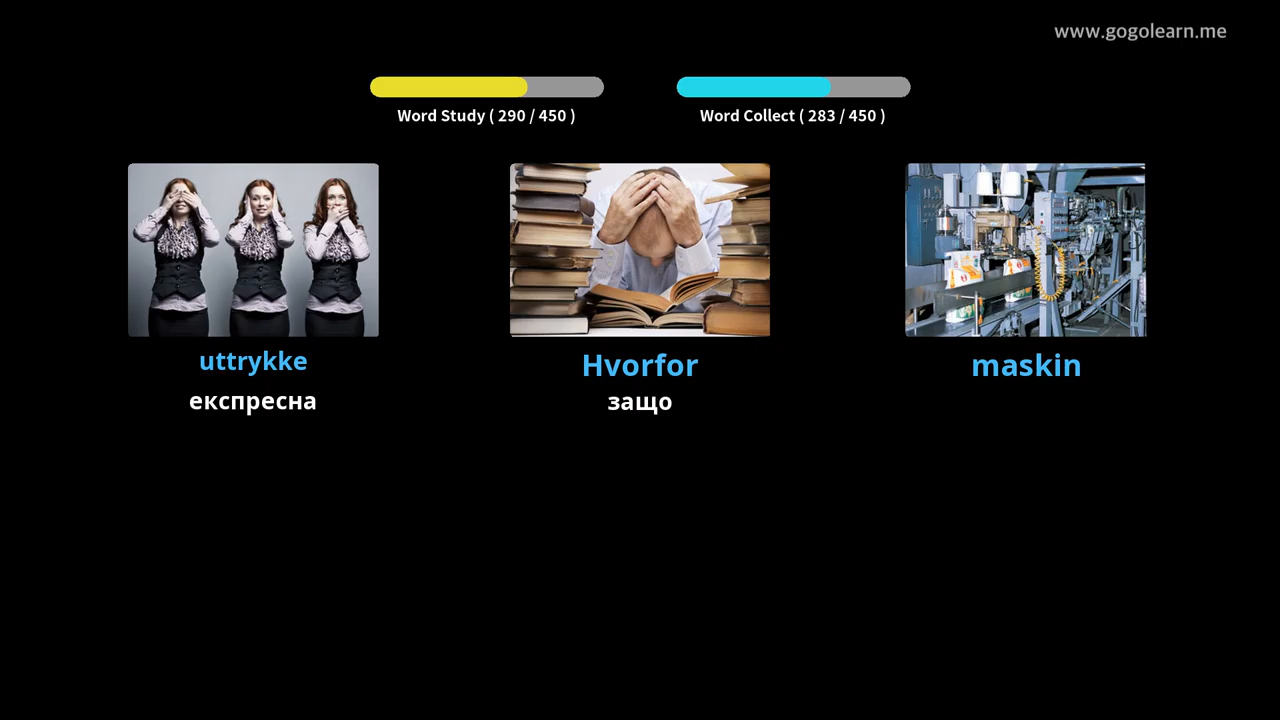 www.gogolearn.me
Word Study ( 290 / 450 )
Word Collect ( 283 / 450 )
uttrykke
експресна
Hvorfor
защо
maskin